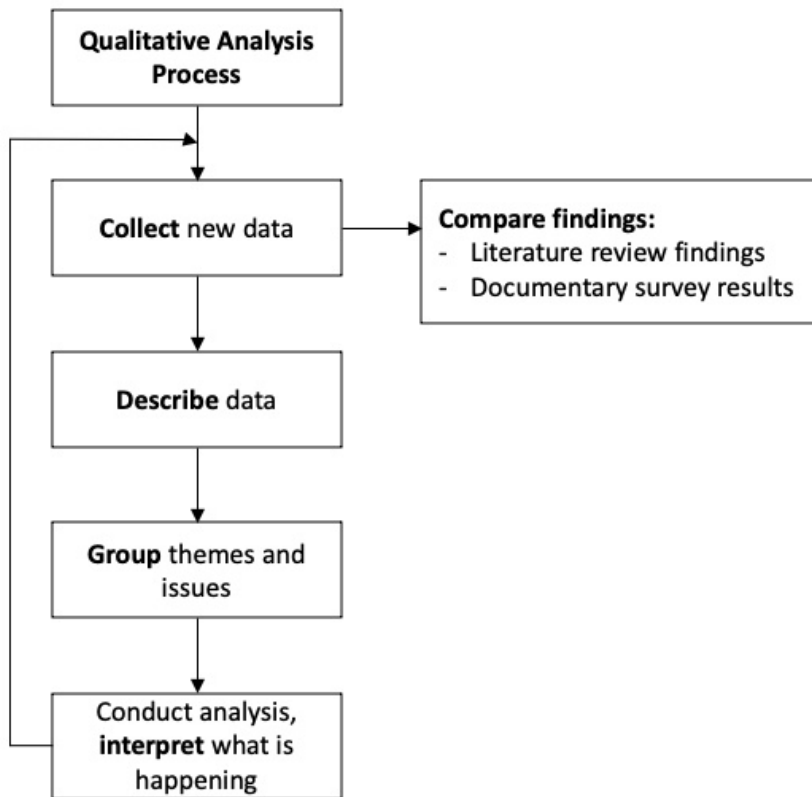 Qualitative Analysis
Process
Collect new data
Compare findings:
- Literature review findings
- Documentary survey results
Describe data
Group themes and
issues
Conduct analysis,
interpret what is
happening